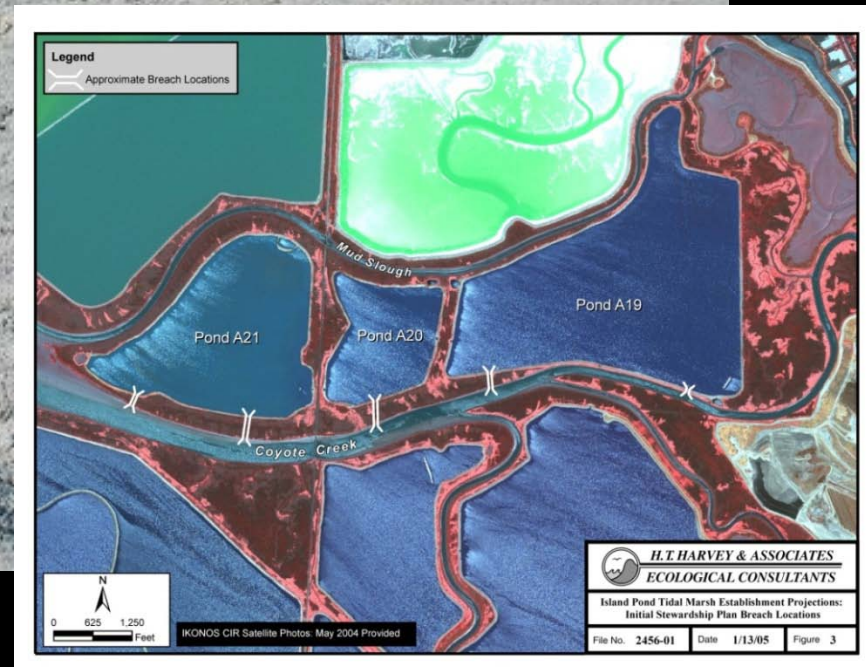 Legend
Approximate Breach Locations
Mud Slough
Pond A21
Pond A20
Pond A19
Coyote Creek
N
0 625 1,250
Feet
IKONOS CIR Satellite Photos: May 2004 Provided
H.T. HARVEY & ASSOCIATES
ECOLOGICAL CONSULTANTS
Island Pond Tidal Marsh Establishment Projections:
Initial Stewardship Plan Breach Locations
File No. 2456-01 Date 1/13/05 Figure 3